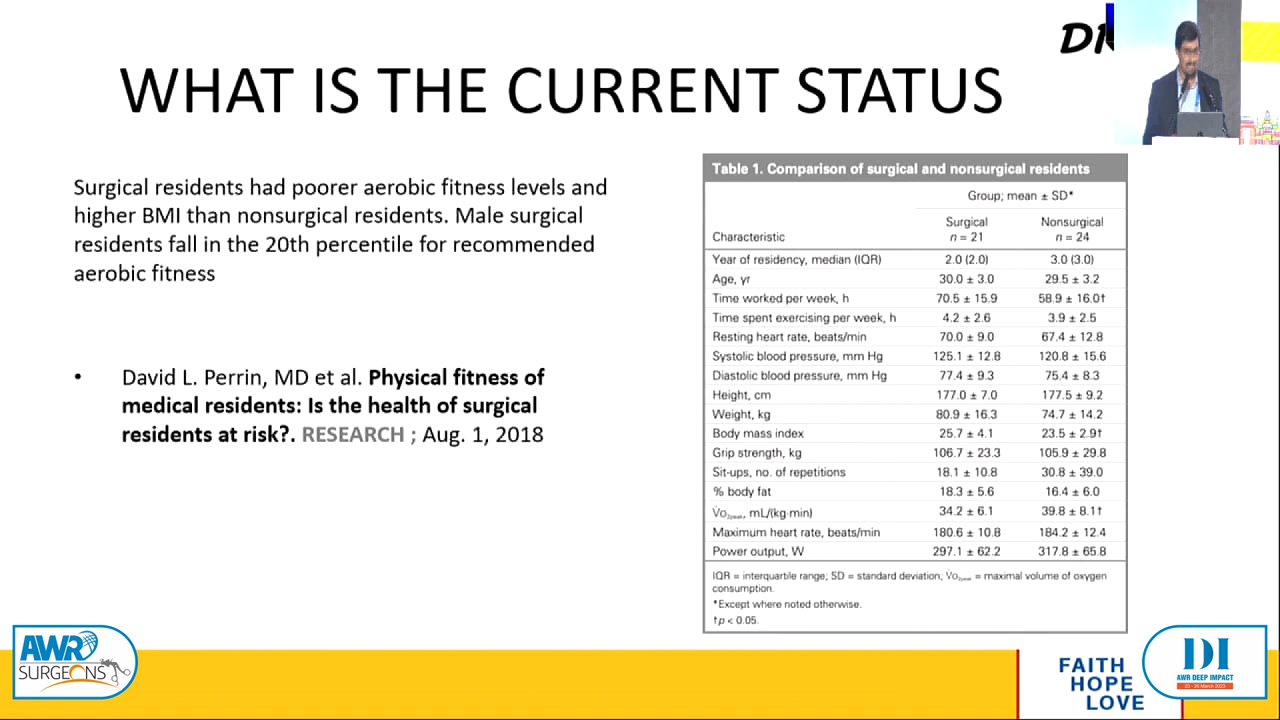 DR
WHAT IS THE CURRENT STATUS
Surgical residents had poorer aerobic fitness levels and
higher BMI than nonsurgical residents. Male surgical
residents fall in the 20th percentile for recommended
aerobic fitness
• David L. Perrin, MD et al. Physical fitness of
medical residents: Is the health of surgical
residents at risk?. RESEARCH ; Aug. 1, 2018
Table 1. Comparison of surgical and nonsurgical residents
Group; mean ± SD*
Surgical Nonsurgical
Characteristic n = 21 n = 24
Year of residency, median (IQR) 2.0 (2.0) 3.0 (3.0)
Age, yr 30.0 ± 3.0 29.5 ± 3.2
Time worked per week, h 70.5 ± 15.9 58.9 ± 16.0†
Time spent exercising per week, h 4.2 ± 2.6 3.9 ± 2.5
Resting heart rate, beats/min 70.0 ± 9.0 67.4 ± 12.8
Systolic blood pressure, mm Hg 125.1 ± 12.8 120.8 ± 15.6
Diastolic blood pressure, mm Hg 77.4 ± 9.3 75.4 ± 8.3
Height, cm 177.0 ± 7.0 177.5 ± 9.2
Weight, kg 80.9 ± 16.3 74.7 ± 14.2
Body mass index 25.7 ± 4.1 23.5 ± 2.9†
Grip strength, kg 106.7 ± 23.3 105.9 ± 29.8
Sit-ups, no. of repetitions 18.1 ± 10.8 30.8 ± 39.0
% body fat 18.3 ± 5.6 16.4 ± 6.0
V̇O2peak, mL/(kg·min) 34.2 ± 6.1 39.8 ± 8.1†
Maximum heart rate, beats/min 180.6 ± 10.8 184.2 ± 12.4
Power output, W 297.1 ± 62.2 317.8 ± 65.8
IQR = interquartile range; SD = standard deviation; V̇O2peak = maximal volume of oxygen
consumption.
*Except where noted otherwise.
†p < 0.05.
AWR
SURGEONS
FAITH
HOPE
LOVE
DI
AWR DEEP IMPACT